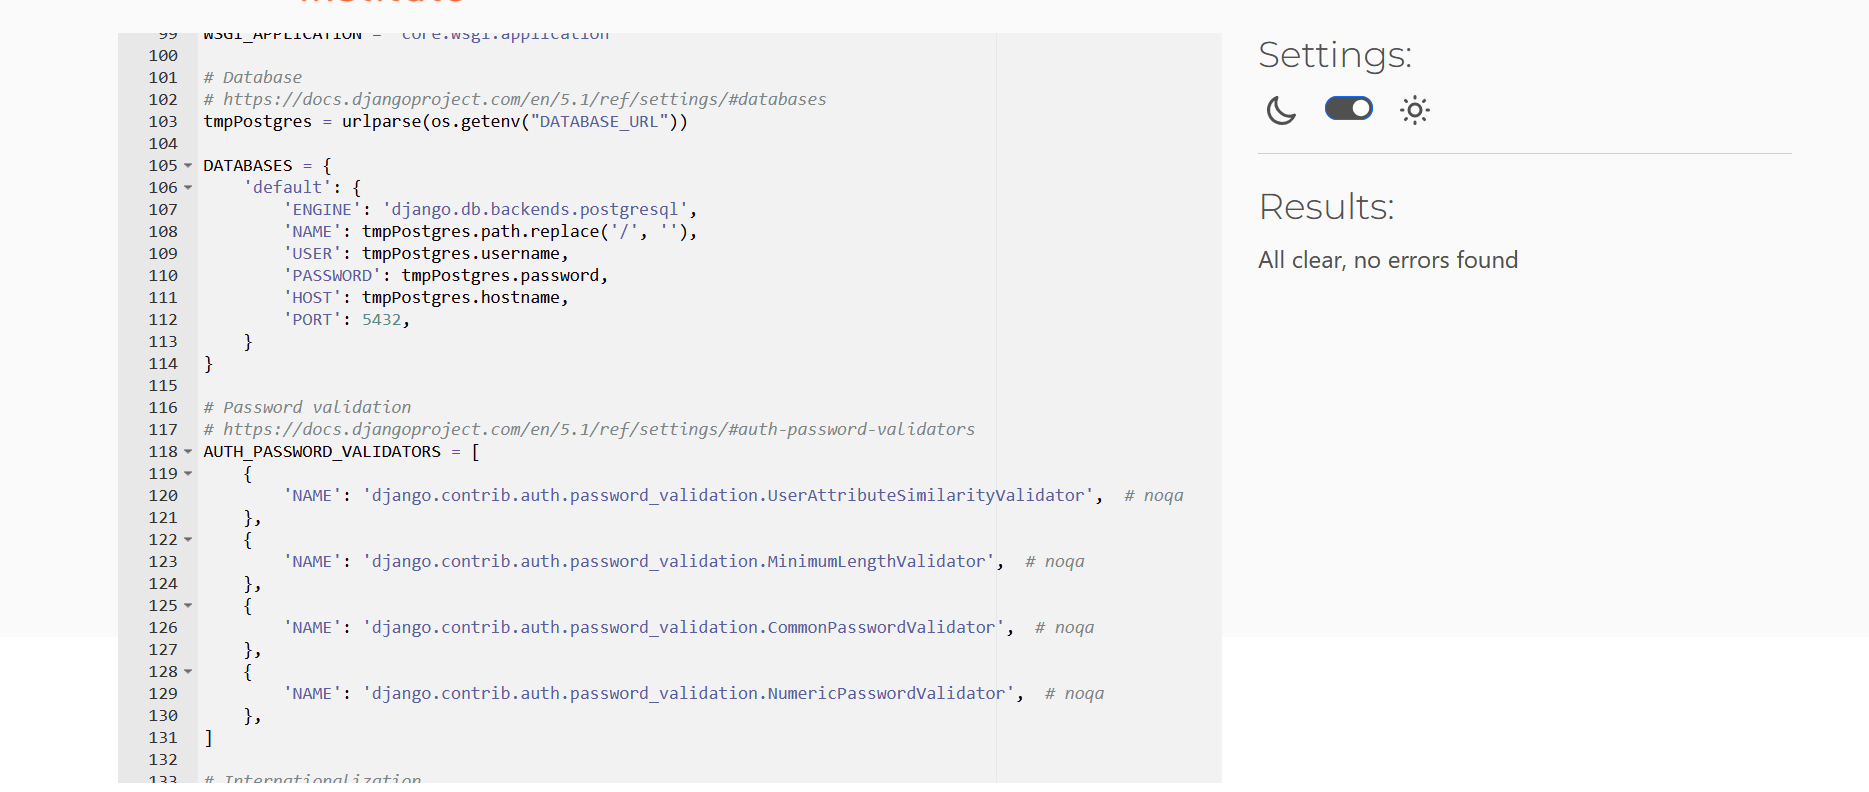 99 WSGI_APPLICATION = 'core.wsgi.application'
100
101 # Database
102 # https://docs.djangoproject.com/en/5.1/ref/settings/#databases
103 tmpPostgres = urlparse(os.getenv("DATABASE_URL"))
104
105 DATABASES = {
106     'default': {
107         'ENGINE': 'django.db.backends.postgresql',
108         'NAME': tmpPostgres.path.replace('/', ''),
109         'USER': tmpPostgres.username,
110         'PASSWORD': tmpPostgres.password,
111         'HOST': tmpPostgres.hostname,
112         'PORT': 5432,
113     }
114 }
115
116 # Password validation
117 # https://docs.djangoproject.com/en/5.1/ref/settings/#auth-password-validators
118 AUTH_PASSWORD_VALIDATORS = [
119     {
120         'NAME': 'django.contrib.auth.password_validation.UserAttributeSimilarityValidator',  # noqa
121     },
122     {
123         'NAME': 'django.contrib.auth.password_validation.MinimumLengthValidator',  # noqa
124     },
125     {
126         'NAME': 'django.contrib.auth.password_validation.CommonPasswordValidator',  # noqa
127     },
128     {
129         'NAME': 'django.contrib.auth.password_validation.NumericPasswordValidator',  # noqa
130     },
131 ]
132
133 # Internationalization
Settings:
Results:
All clear, no errors found